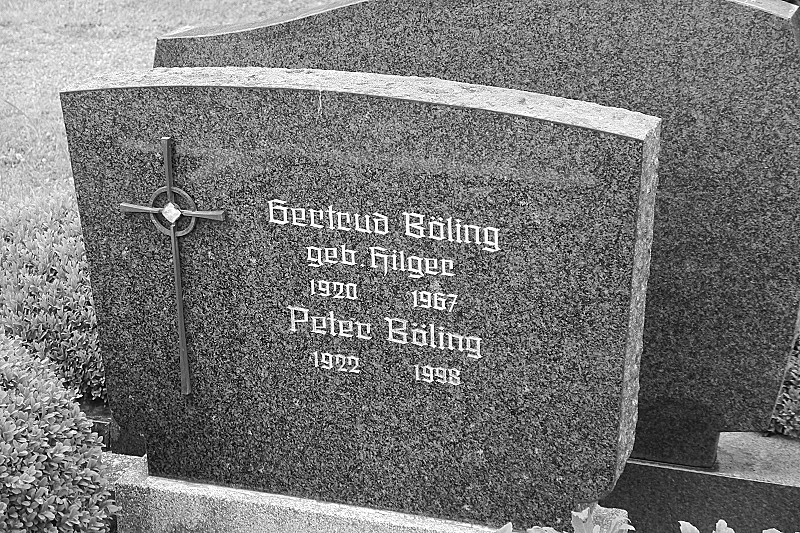 Gertrud Böling
geb. Hilger
1920 1967
Peter Böling
1922 1998